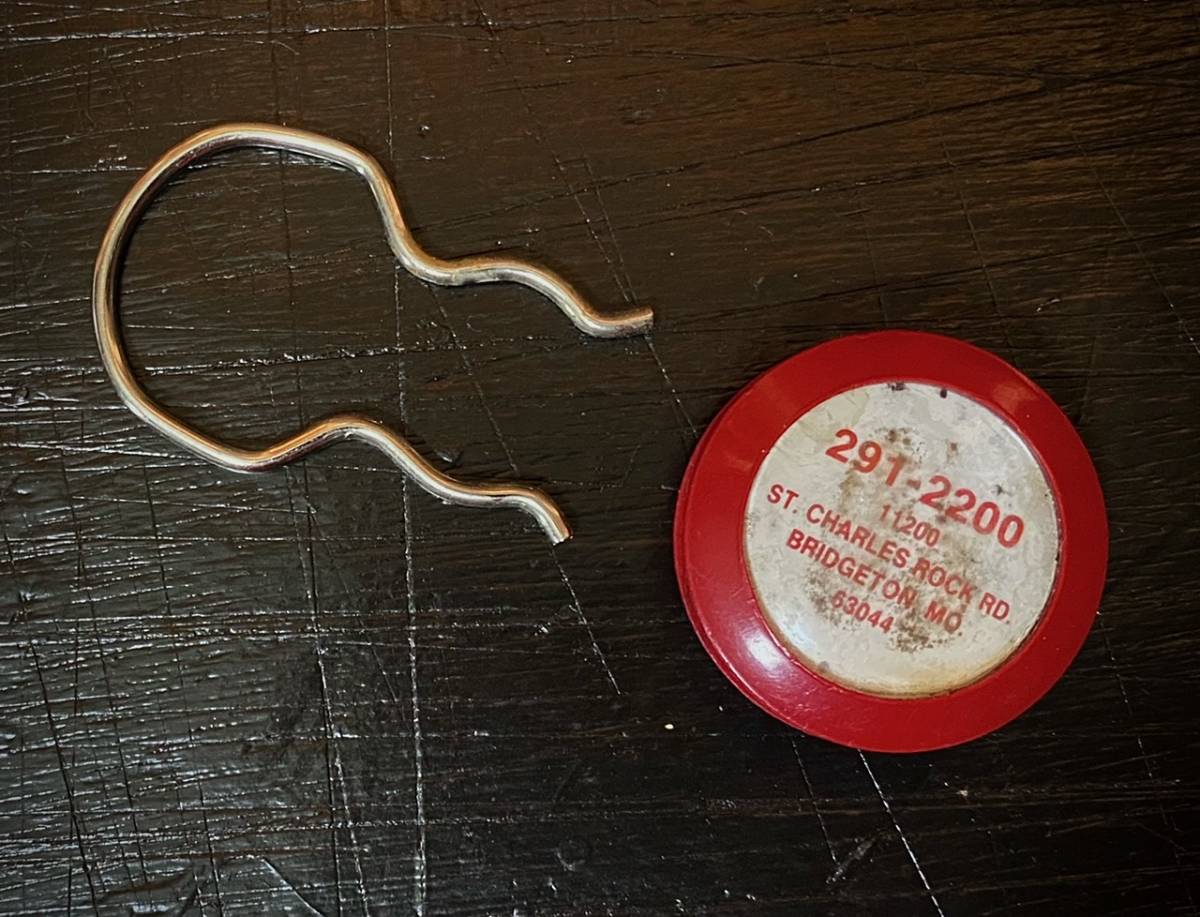 291-2200
11200
ST. CHARLES ROCK RD.
BRIDGETON, MO.
63044